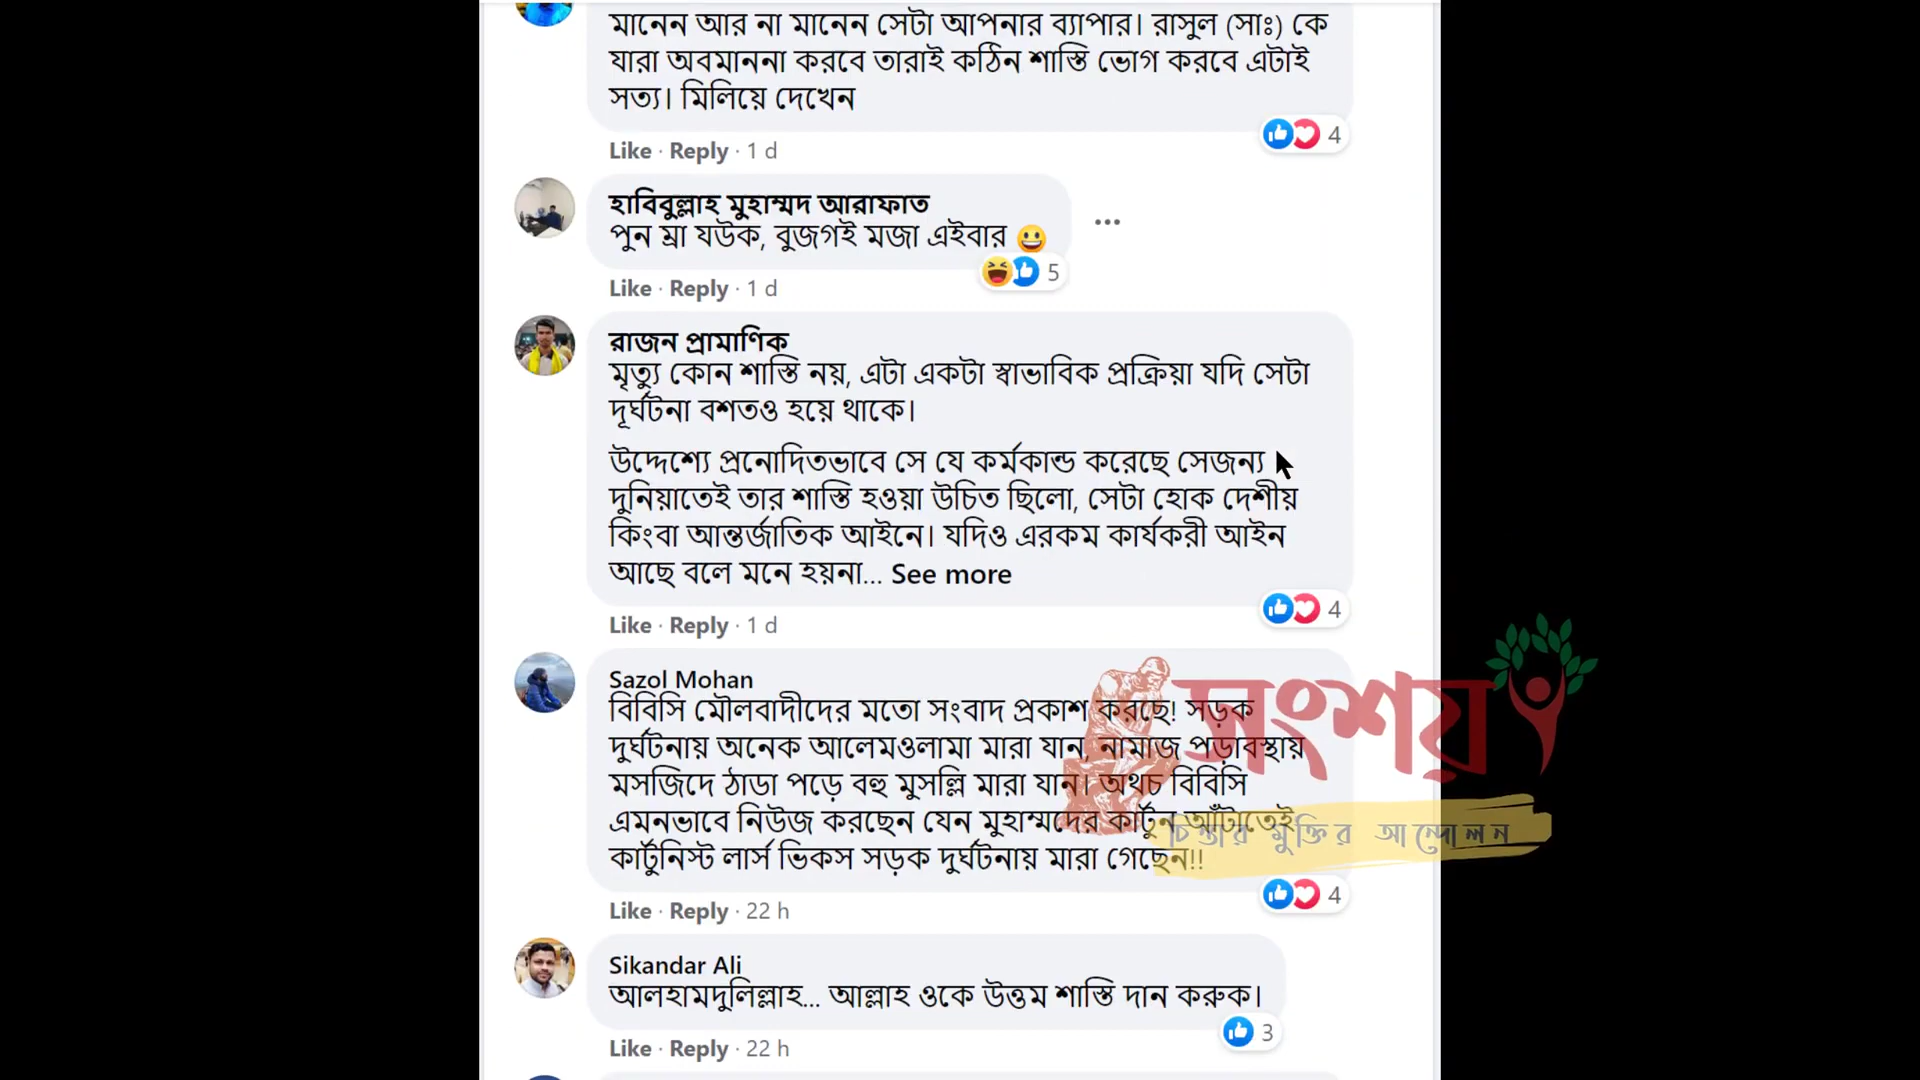 মানেন আর না মানেন সেটা আপনার ব্যাপার। রাসুল (সাঃ) কে
যারা অবমাননা করবে তারাই কঠিন শাস্তি ভোগ করবে এটাই
সত্য। মিলিয়ে দেখেন
4
Like · Reply · 1 d
হাবিবুল্লাহ মুহাম্মদ আরাফাত
পুন ম্রা যউক, বুজগই মজা এইবার 😀
5
Like · Reply · 1 d
রাজন প্রামাণিক
মৃত্যু কোন শাস্তি নয়, এটা একটা স্বাভাবিক প্রক্রিয়া যদি সেটা
দূর্ঘটনা বশতও হয়ে থাকে।
উদ্দেশ্যে প্রনোদিতভাবে সে যে কর্মকান্ড করেছে সেজন্য
দুনিয়াতেই তার শাস্তি হওয়া উচিত ছিলো, সেটা হোক দেশীয়
কিংবা আন্তর্জাতিক আইনে। যদিও এরকম কার্যকরী আইন
আছে বলে মনে হয়না... See more
4
Like · Reply · 1 d
Sazol Mohan
বিবিসি মৌলবাদীদের মতো সংবাদ প্রকাশ করছে! সড়ক
দুর্ঘটনায় অনেক আলেমওলামা মারা যান, নামাজ পড়াবস্থায়
মসজিদে ঠাডা পড়ে বহু মুসল্লি মারা যান। অথচ বিবিসি
এমনভাবে নিউজ করছেন যেন মুহাম্মদের কার্টুন আঁটাতেই
কার্টুনিস্ট লার্স ভিকস সড়ক দুর্ঘটনায় মারা গেছেন!!
4
Like · Reply · 22 h
সংশয়
চিন্তার মুক্তির আন্দোলন
Sikandar Ali
আলহামদুলিল্লাহ... আল্লাহ ওকে উত্তম শাস্তি দান করুক।
3
Like · Reply · 22 h